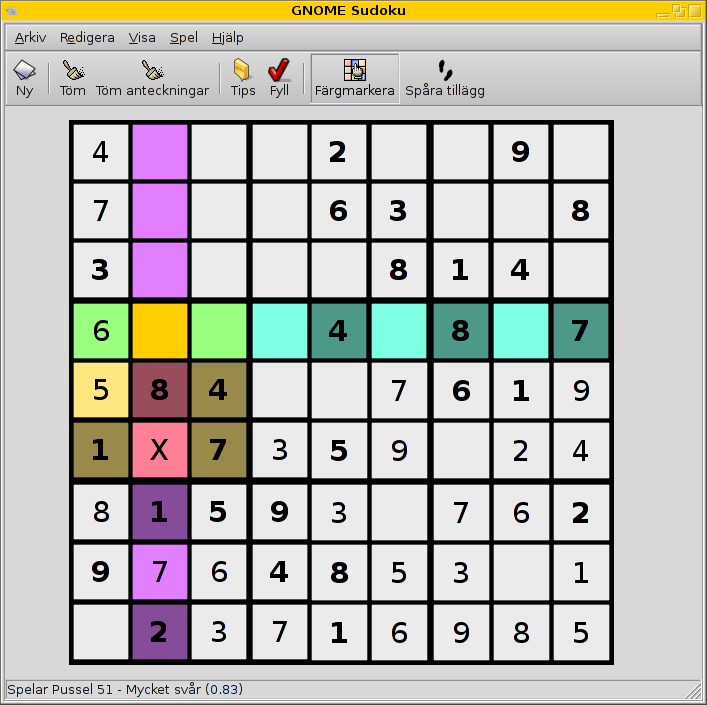 GNOME Sudoku
Arkiv Redigera Visa Spel Hjälp
Ny Töm Töm anteckningar Tips Fyll Färgmarkera Spåra tillägg
4 2 9
7 6 3 8
3 8 1 4
6 4 8 7
5 8 4 7 6 1 9
1 X 7 3 5 9 2 4
8 1 5 9 3 7 6 2
9 7 6 4 8 5 3 1
2 3 7 1 6 9 8 5
Spelar Pussel 51 - Mycket svår (0.83)